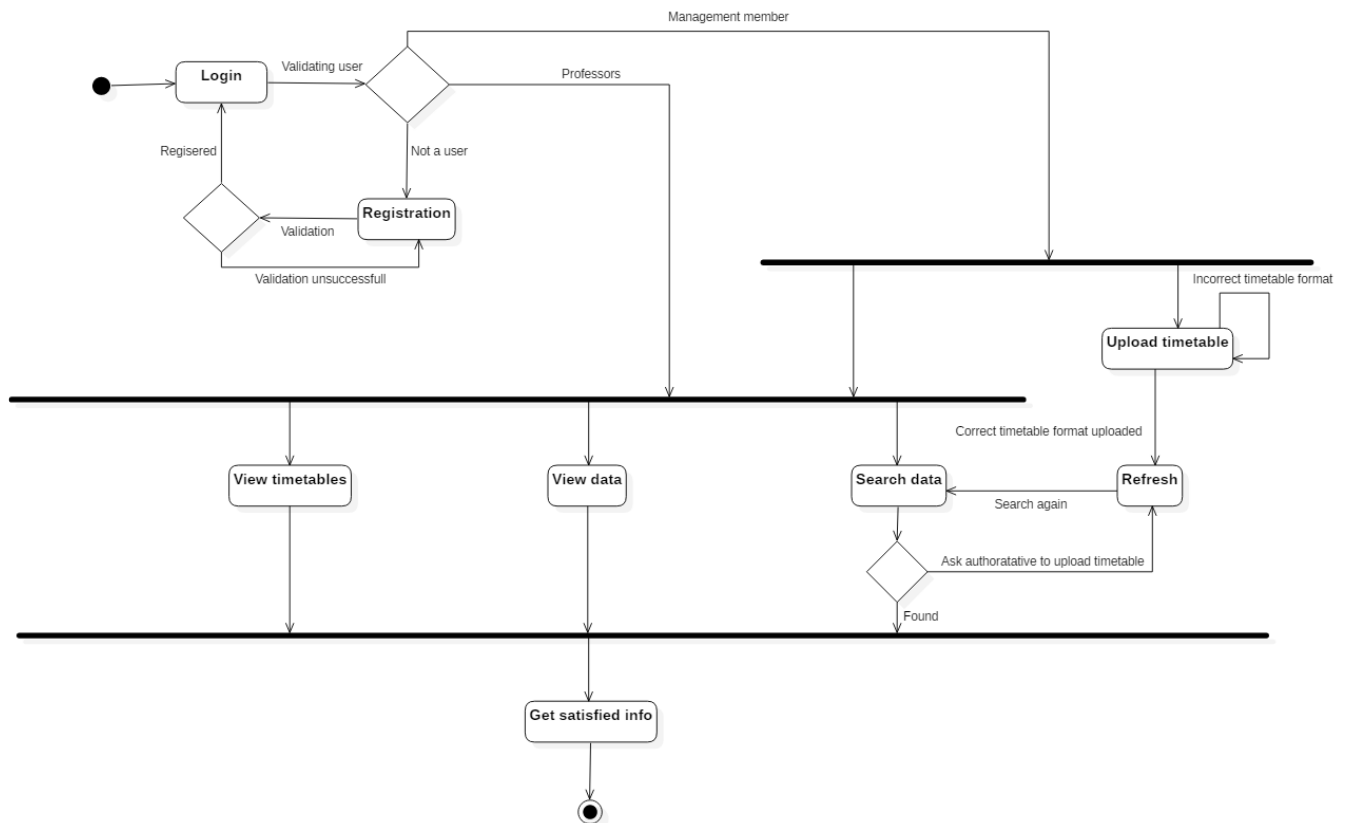 Management member
Login
Validating user
Professors
Regisered
Not a user
Registration
Validation
Validation unsuccessfull
Incorrect timetable format
Upload timetable
Correct timetable format uploaded
View timetables
View data
Search data
Refresh
Search again
Ask authoratative to upload timetable
Found
Get satisfied info